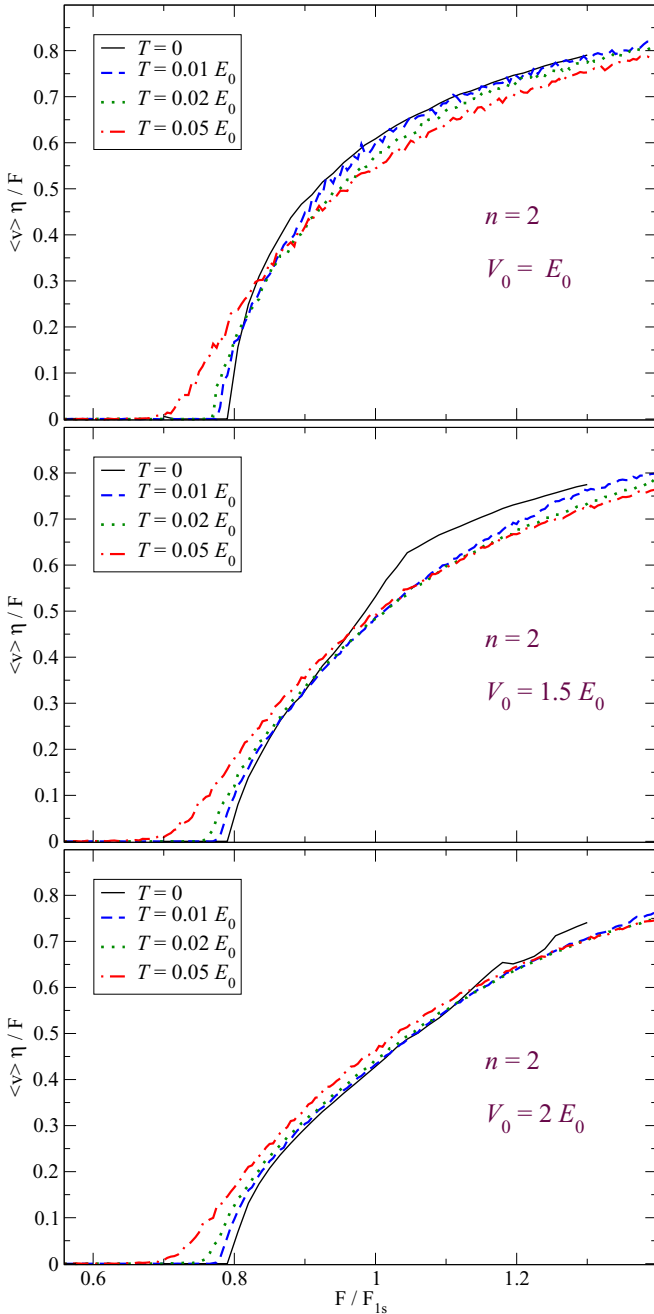 <v> η / F
0.8
0.7
0.6
0.5
0.4
0.3
0.2
0.1
0
T = 0
T = 0.01 E₀
T = 0.02 E₀
T = 0.05 E₀
n = 2
V₀ = E₀
<v> η / F
0.8
0.7
0.6
0.5
0.4
0.3
0.2
0.1
0
T = 0
T = 0.01 E₀
T = 0.02 E₀
T = 0.05 E₀
n = 2
V₀ = 1.5 E₀
<v> η / F
0.8
0.7
0.6
0.5
0.4
0.3
0.2
0.1
0
T = 0
T = 0.01 E₀
T = 0.02 E₀
T = 0.05 E₀
n = 2
V₀ = 2 E₀
0.6 0.8 1 1.2
F / F₁ₛ